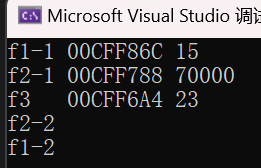 Microsoft Visual Studio 调试
f1-1 00CFF86C 15
f2-1 00CFF788 70000
f3   00CFF6A4 23
f2-2
f1-2